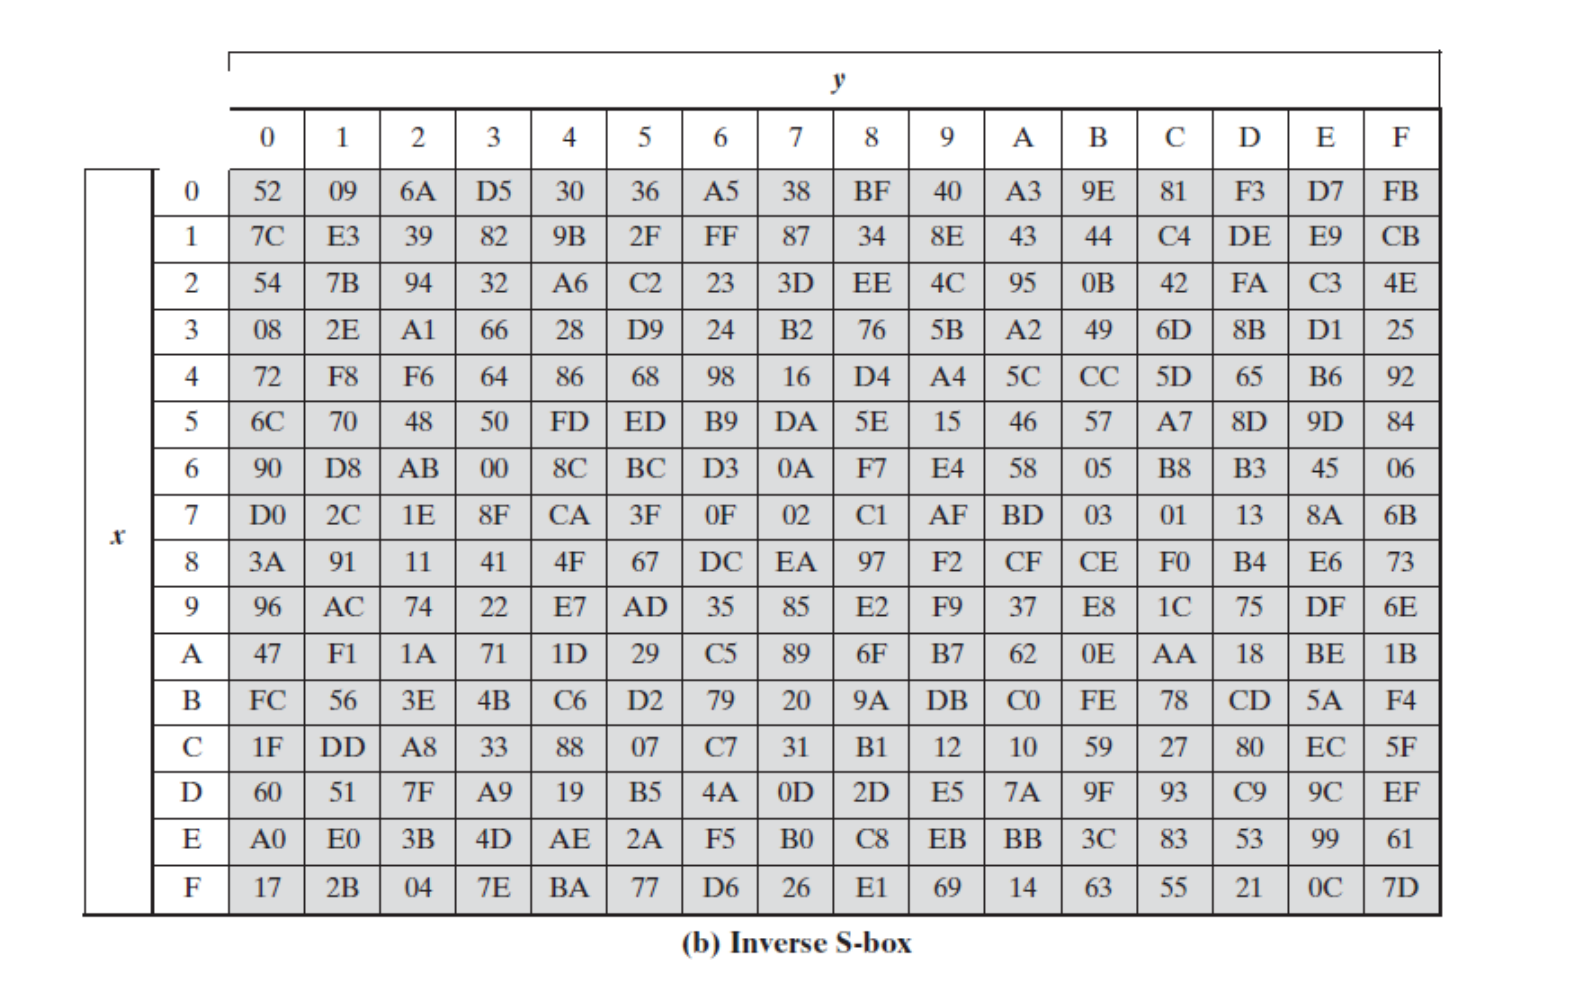 y
0 1 2 3 4 5 6 7 8 9 A B C D E F
0 52 09 6A D5 30 36 A5 38 BF 40 A3 9E 81 F3 D7 FB
1 7C E3 39 82 9B 2F FF 87 34 8E 43 44 C4 DE E9 CB
2 54 7B 94 32 A6 C2 23 3D EE 4C 95 0B 42 FA C3 4E
3 08 2E A1 66 28 D9 24 B2 76 5B A2 49 6D 8B D1 25
4 72 F8 F6 64 86 68 98 16 D4 A4 5C CC 5D 65 B6 92
5 6C 70 48 50 FD ED B9 DA 5E 15 46 57 A7 8D 9D 84
6 90 D8 AB 00 8C BC D3 0A F7 E4 58 05 B8 B3 45 06
7 D0 2C 1E 8F CA 3F 0F 02 C1 AF BD 03 01 13 8A 6B
x
8 3A 91 11 41 4F 67 DC EA 97 F2 CF CE F0 B4 E6 73
9 96 AC 74 22 E7 AD 35 85 E2 F9 37 E8 1C 75 DF 6E
A 47 F1 1A 71 1D 29 C5 89 6F B7 62 0E AA 18 BE 1B
B FC 56 3E 4B C6 D2 79 20 9A DB C0 FE 78 CD 5A F4
C 1F DD A8 33 88 07 C7 31 B1 12 10 59 27 80 EC 5F
D 60 51 7F A9 19 B5 4A 0D 2D E5 7A 9F 93 C9 9C EF
E A0 E0 3B 4D AE 2A F5 B0 C8 EB BB 3C 83 53 99 61
F 17 2B 04 7E BA 77 D6 26 E1 69 14 63 55 21 0C 7D
(b) Inverse S-box